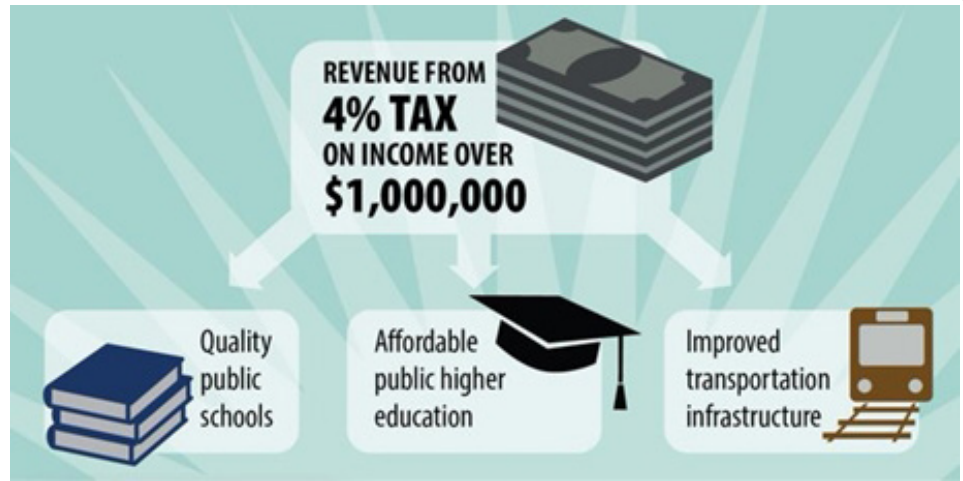 REVENUE FROM
4% TAX
ON INCOME OVER
$1,000,000
Quality
public
schools
Affordable
public higher
education
Improved
transportation
infrastructure